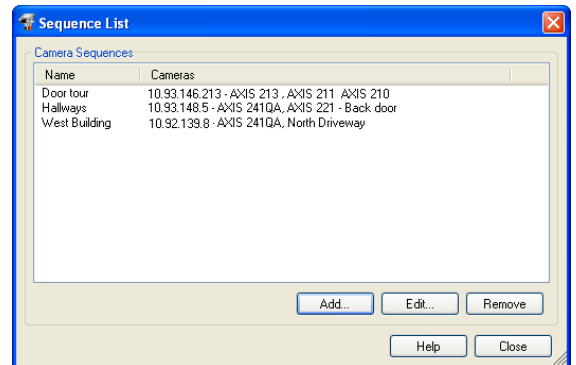 Sequence List
Camera Sequences
Name Cameras
Door tour 10.93.146.213 - AXIS 213 , AXIS 211 AXIS 210
Hallways 10.93.148.5 - AXIS 241QA, AXIS 221 - Back door
West Building 10.92.139.8 - AXIS 241QA, North Driveway
Add... Edit... Remove
Help Close